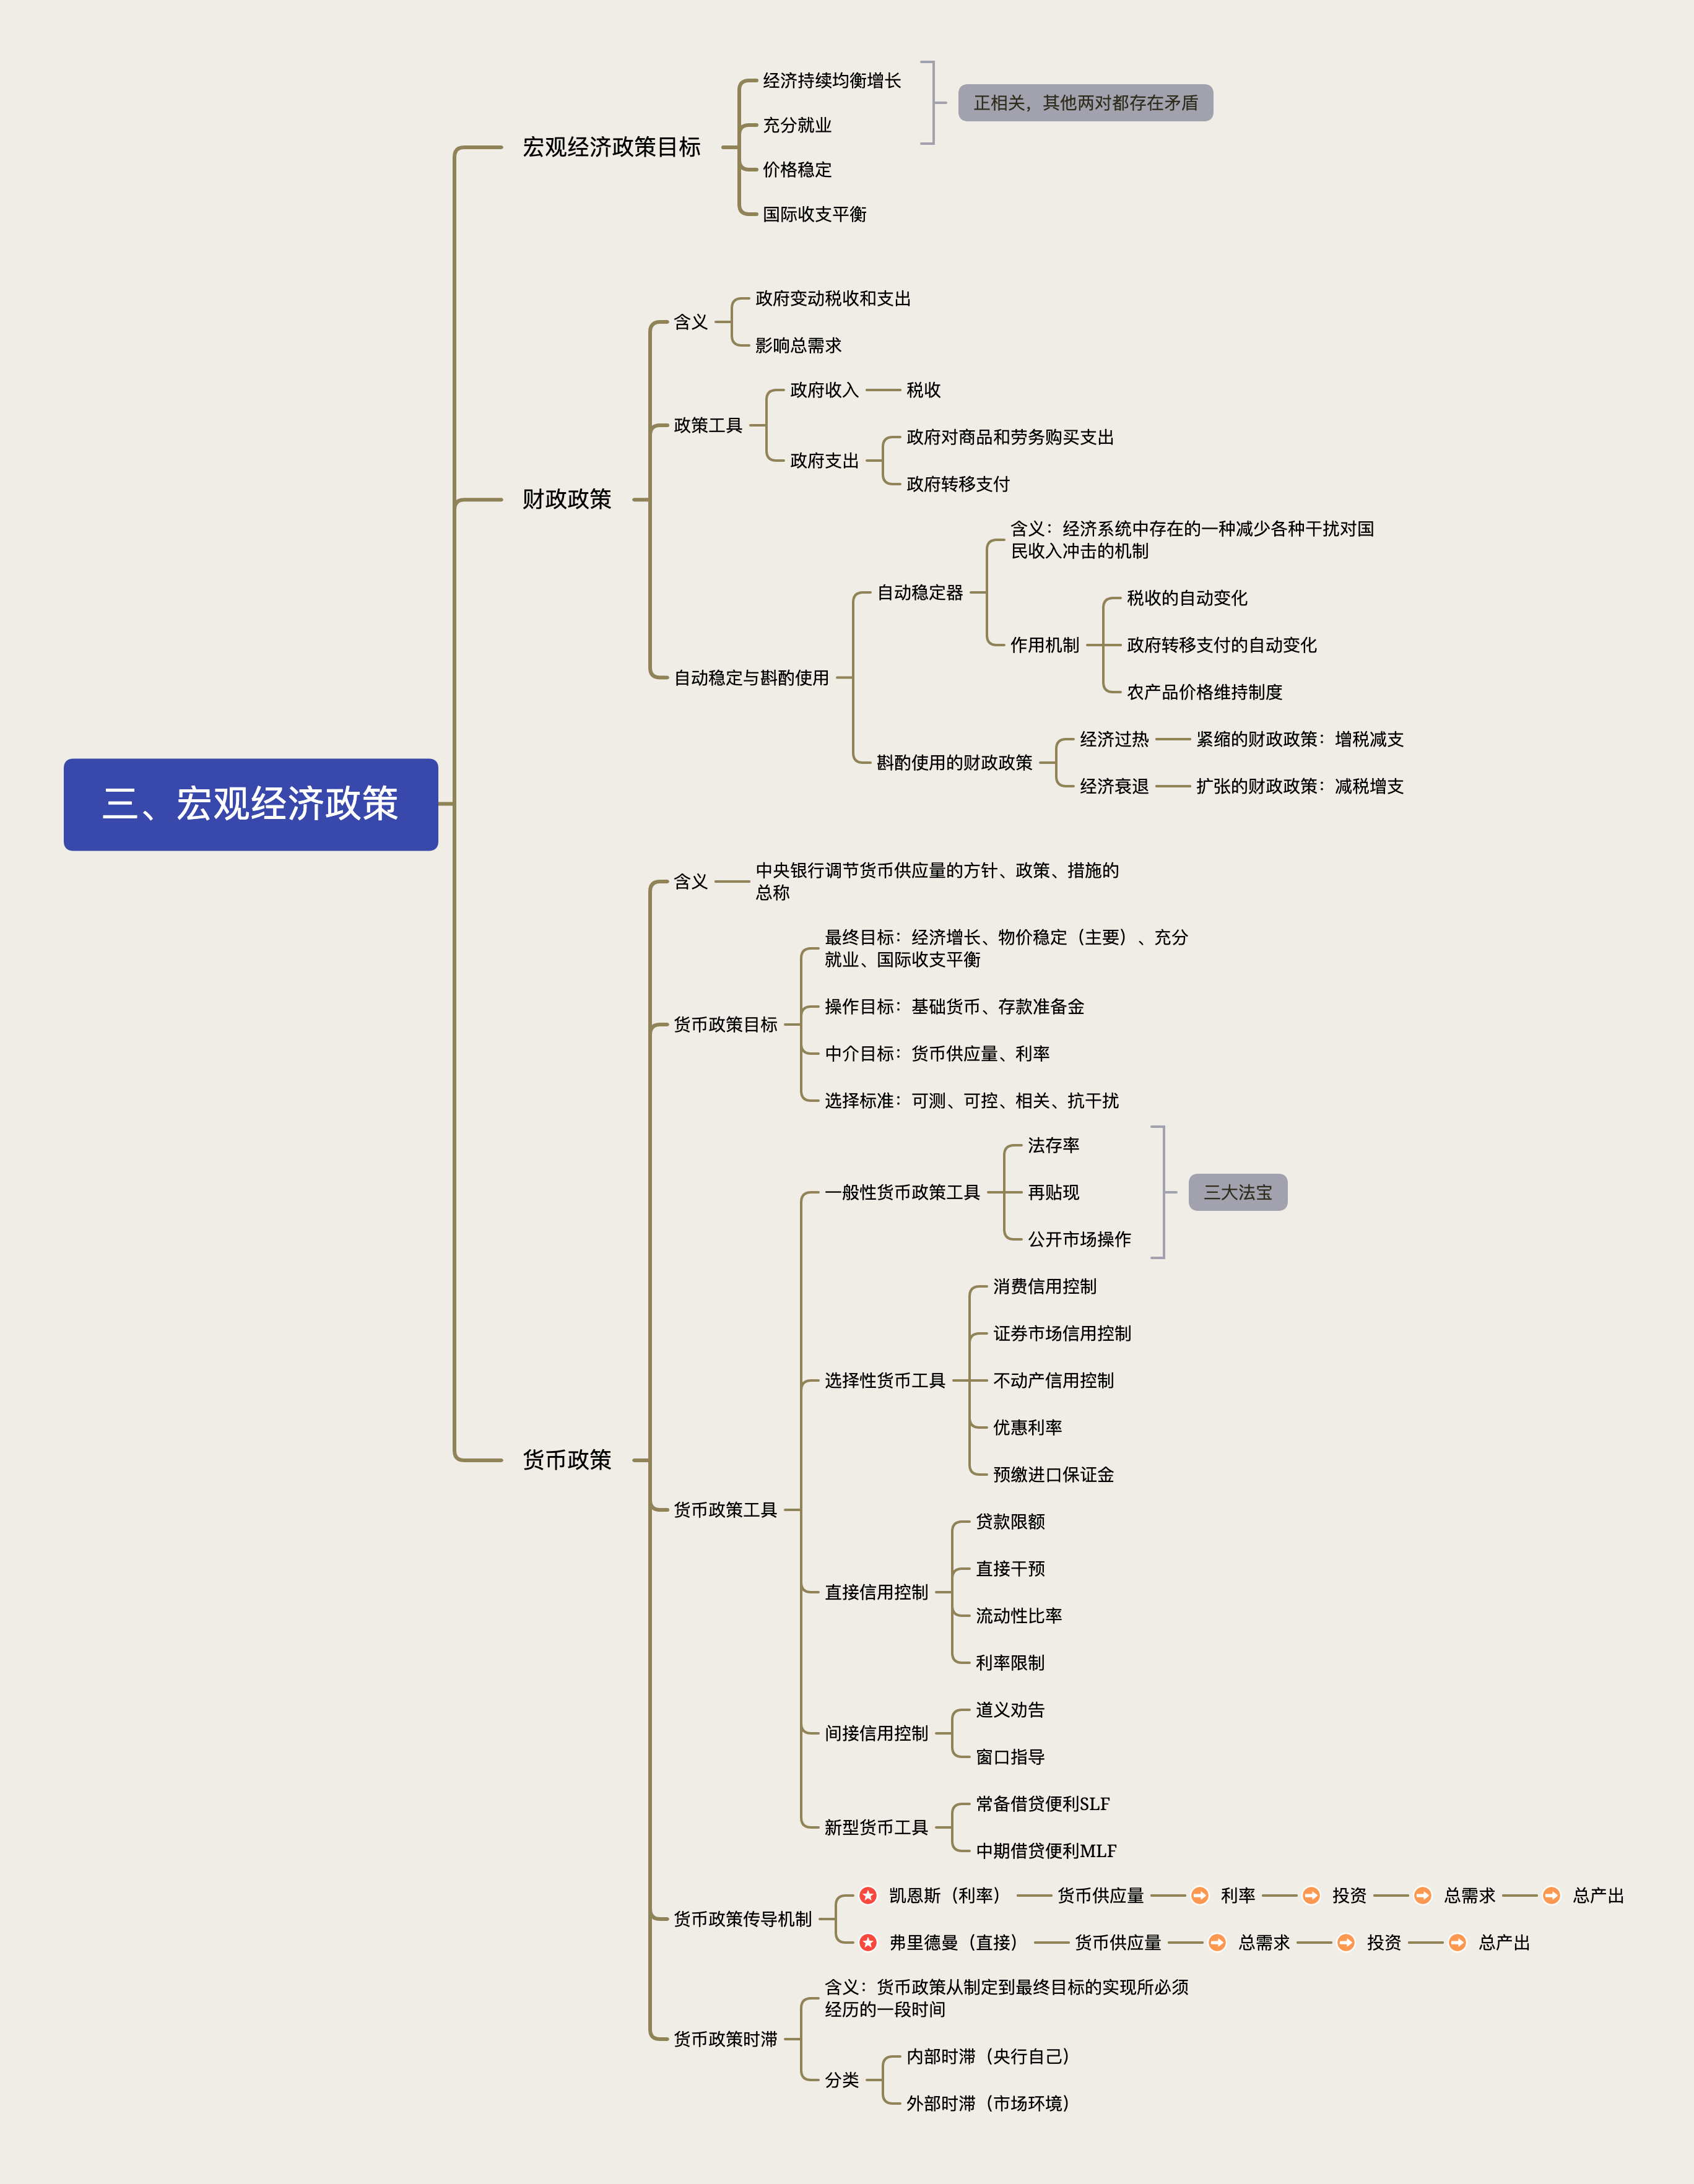 三、宏观经济政策
宏观经济政策目标
经济持续均衡增长
充分就业
正相关，其他两对都存在矛盾
价格稳定
国际收支平衡
财政政策
含义
政府变动税收和支出
影响总需求
政策工具
政府收入
税收
政府支出
政府对商品和劳务购买支出
政府转移支付
自动稳定与斟酌使用
自动稳定器
含义：经济系统中存在的一种减少各种干扰对国
民收入冲击的机制
作用机制
税收的自动变化
政府转移支付的自动变化
农产品价格维持制度
斟酌使用的财政政策
经济过热
紧缩的财政政策：增税减支
经济衰退
扩张的财政政策：减税增支
货币政策
含义
中央银行调节货币供应量的方针、政策、措施的
总称
货币政策目标
最终目标：经济增长、物价稳定（主要）、充分
就业、国际收支平衡
操作目标：基础货币、存款准备金
中介目标：货币供应量、利率
选择标准：可测、可控、相关、抗干扰
货币政策工具
一般性货币政策工具
法存率
再贴现
公开市场操作
三大法宝
选择性货币工具
消费信用控制
证券市场信用控制
不动产信用控制
优惠利率
预缴进口保证金
直接信用控制
贷款限额
直接干预
流动性比率
利率限制
间接信用控制
道义劝告
窗口指导
新型货币工具
常备借贷便利SLF
中期借贷便利MLF
货币政策传导机制
凯恩斯（利率）
货币供应量
利率
投资
总需求
总产出
弗里德曼（直接）
货币供应量
总需求
投资
总产出
货币政策时滞
含义：货币政策从制定到最终目标的实现所必须
经历的一段时间
分类
内部时滞（央行自己）
外部时滞（市场环境）